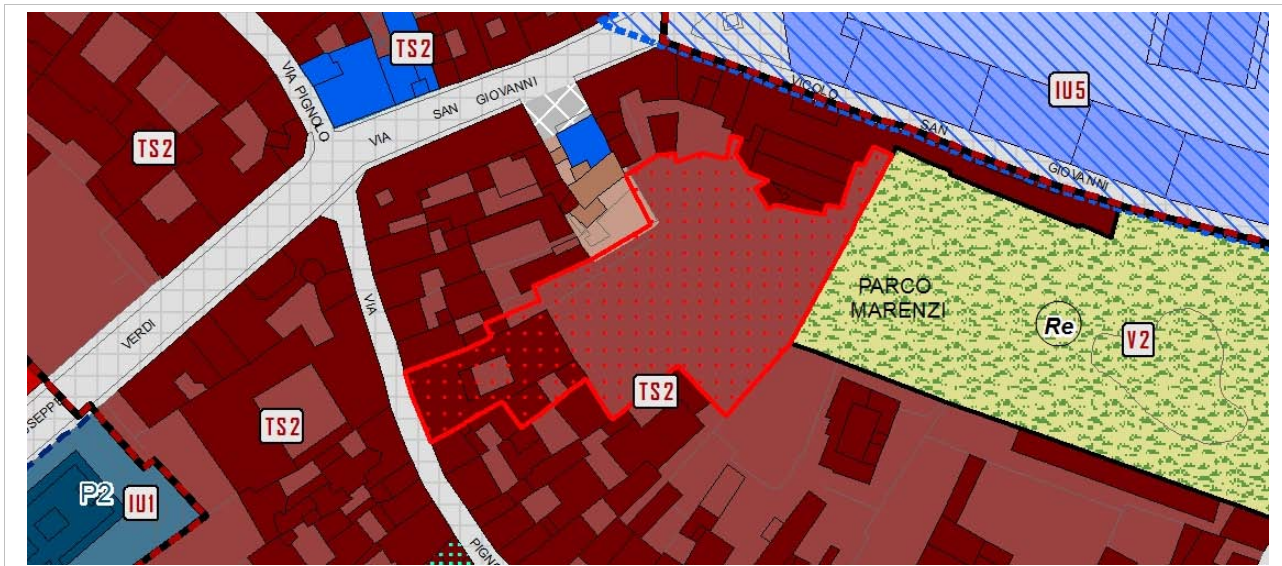 TS2
VIA PIGNOLO
TS2
VIA SAN GIOVANNI
VICOLO SAN GIOVANNI
IU5
PARCO
MARENZI
Re
V2
VIA
VERDI
TS2
TS2
P2
IU1